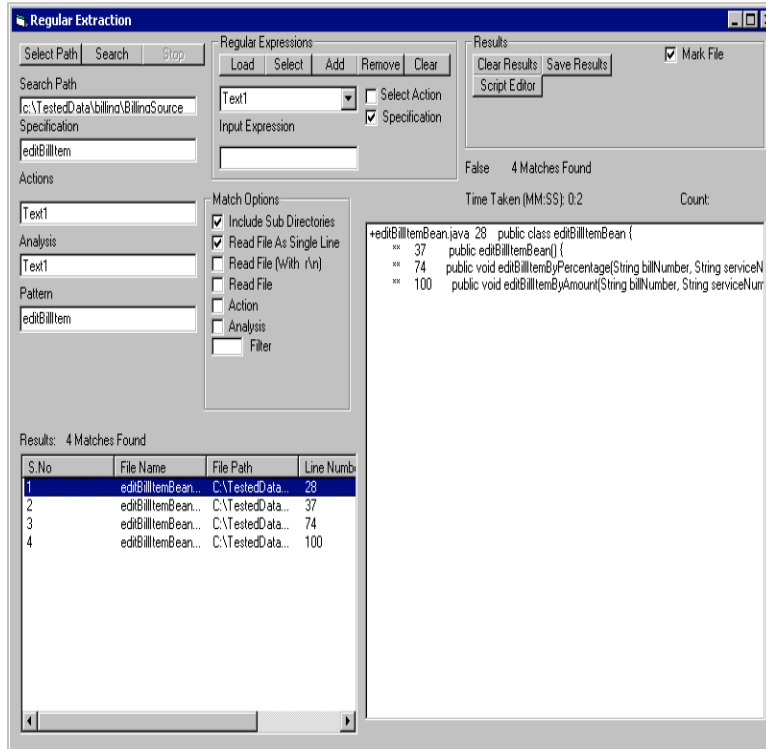 Regular Extraction
Select Path Search Stop
Search Path
c:\TestedData\billing\BillingSource
Specification
editBillItem
Actions
Text1
Analysis
Text1
Pattern
editBillItem
Regular Expressions
Load Select Add Remove Clear
Text1
Select Action
Specification
Input Expression
Match Options
Include Sub Directories
Read File As Single Line
Read File (With r\n)
Read File
Action
Analysis
Filter
Results
Clear Results Save Results
Script Editor
Mark File
False 4 Matches Found
Time Taken (MM:SS): 0:2 Count:
+editBillItemBean.java 28 public class editBillItemBean {
** 37 public editBillItemBean() {
** 74 public void editBillItemByPercentage(String billNumber, String serviceN
** 100 public void editBillItemByAmount(String billNumber, String serviceNum
Results: 4 Matches Found
S.No File Name File Path Line Numb
1 editBillItemBean... C:\TestedData... 28
2 editBillItemBean... C:\TestedData... 37
3 editBillItemBean... C:\TestedData... 74
4 editBillItemBean... C:\TestedData... 100